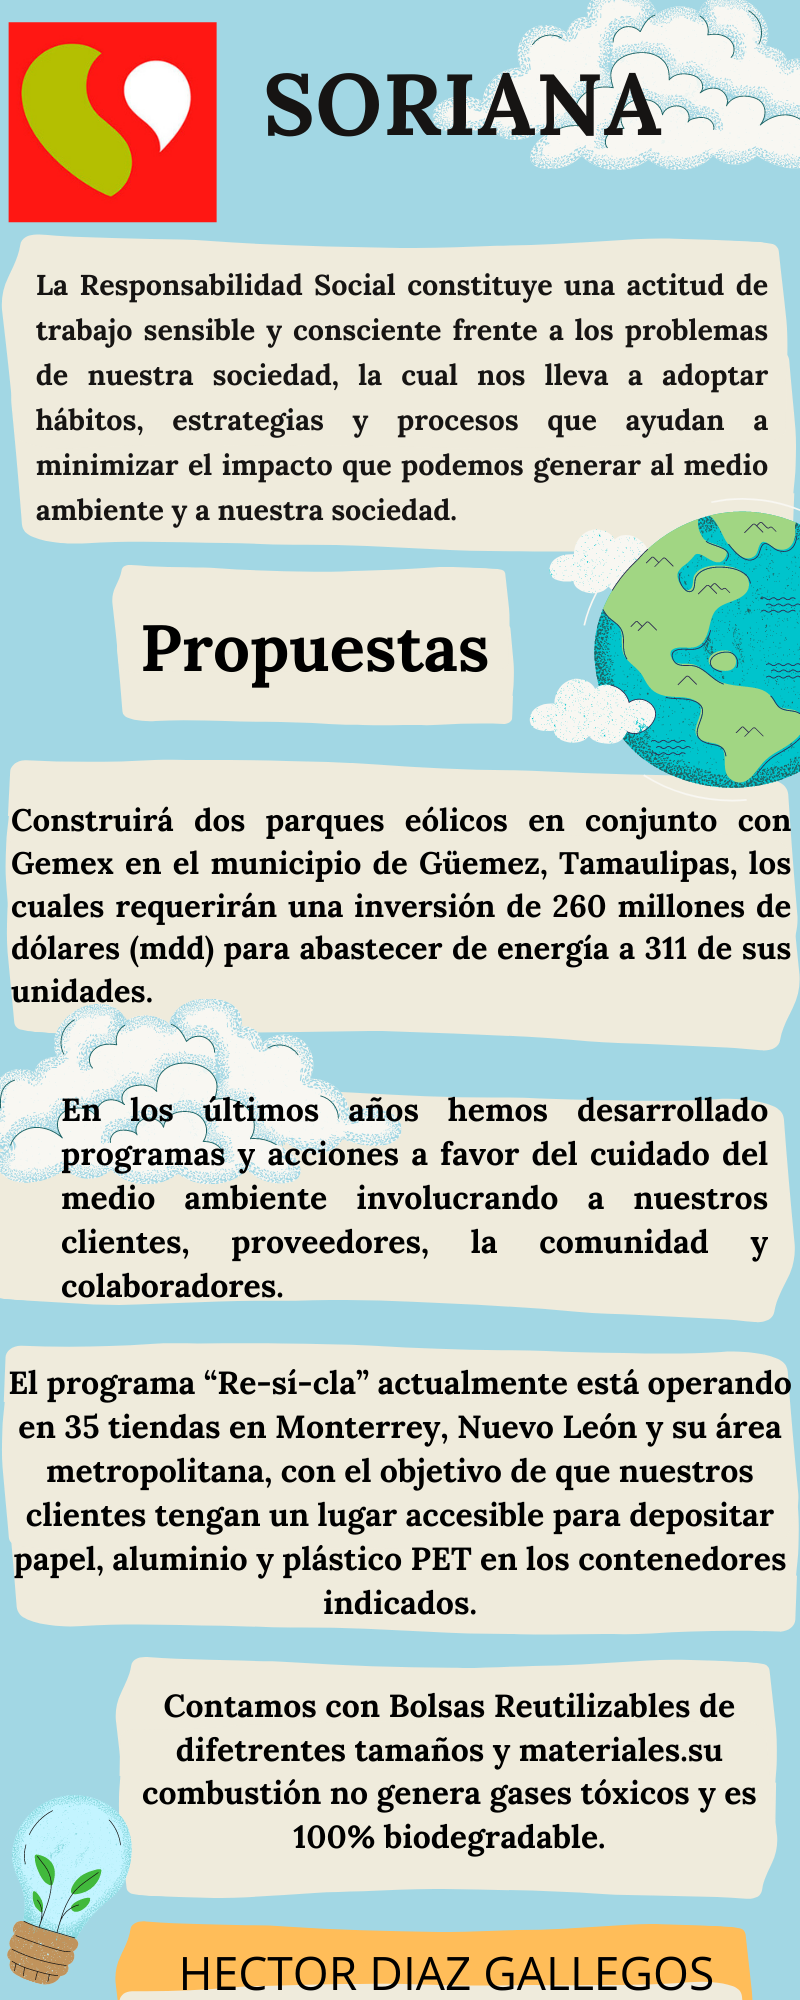 SORIANA
La Responsabilidad Social constituye una actitud de
trabajo sensible y consciente frente a los problemas
de nuestra sociedad, la cual nos lleva a adoptar
hábitos, estrategias y procesos que ayudan a
minimizar el impacto que podemos generar al medio
ambiente y a nuestra sociedad.
Propuestas
Construirá dos parques eólicos en conjunto con
Gemex en el municipio de Güemez, Tamaulipas, los
cuales requerirán una inversión de 260 millones de
dólares (mdd) para abastecer de energía a 311 de sus
unidades.
En los últimos años hemos desarrollado
programas y acciones a favor del cuidado del
medio ambiente involucrando a nuestros
clientes, proveedores, la comunidad y
colaboradores.
El programa “Re-sí-cla” actualmente está operando
en 35 tiendas en Monterrey, Nuevo León y su área
metropolitana, con el objetivo de que nuestros
clientes tengan un lugar accesible para depositar
papel, aluminio y plástico PET en los contenedores
indicados.
Contamos con Bolsas Reutilizables de
difetrentes tamaños y materiales.su
combustión no genera gases tóxicos y es
100% biodegradable.
HECTOR DIAZ GALLEGOS